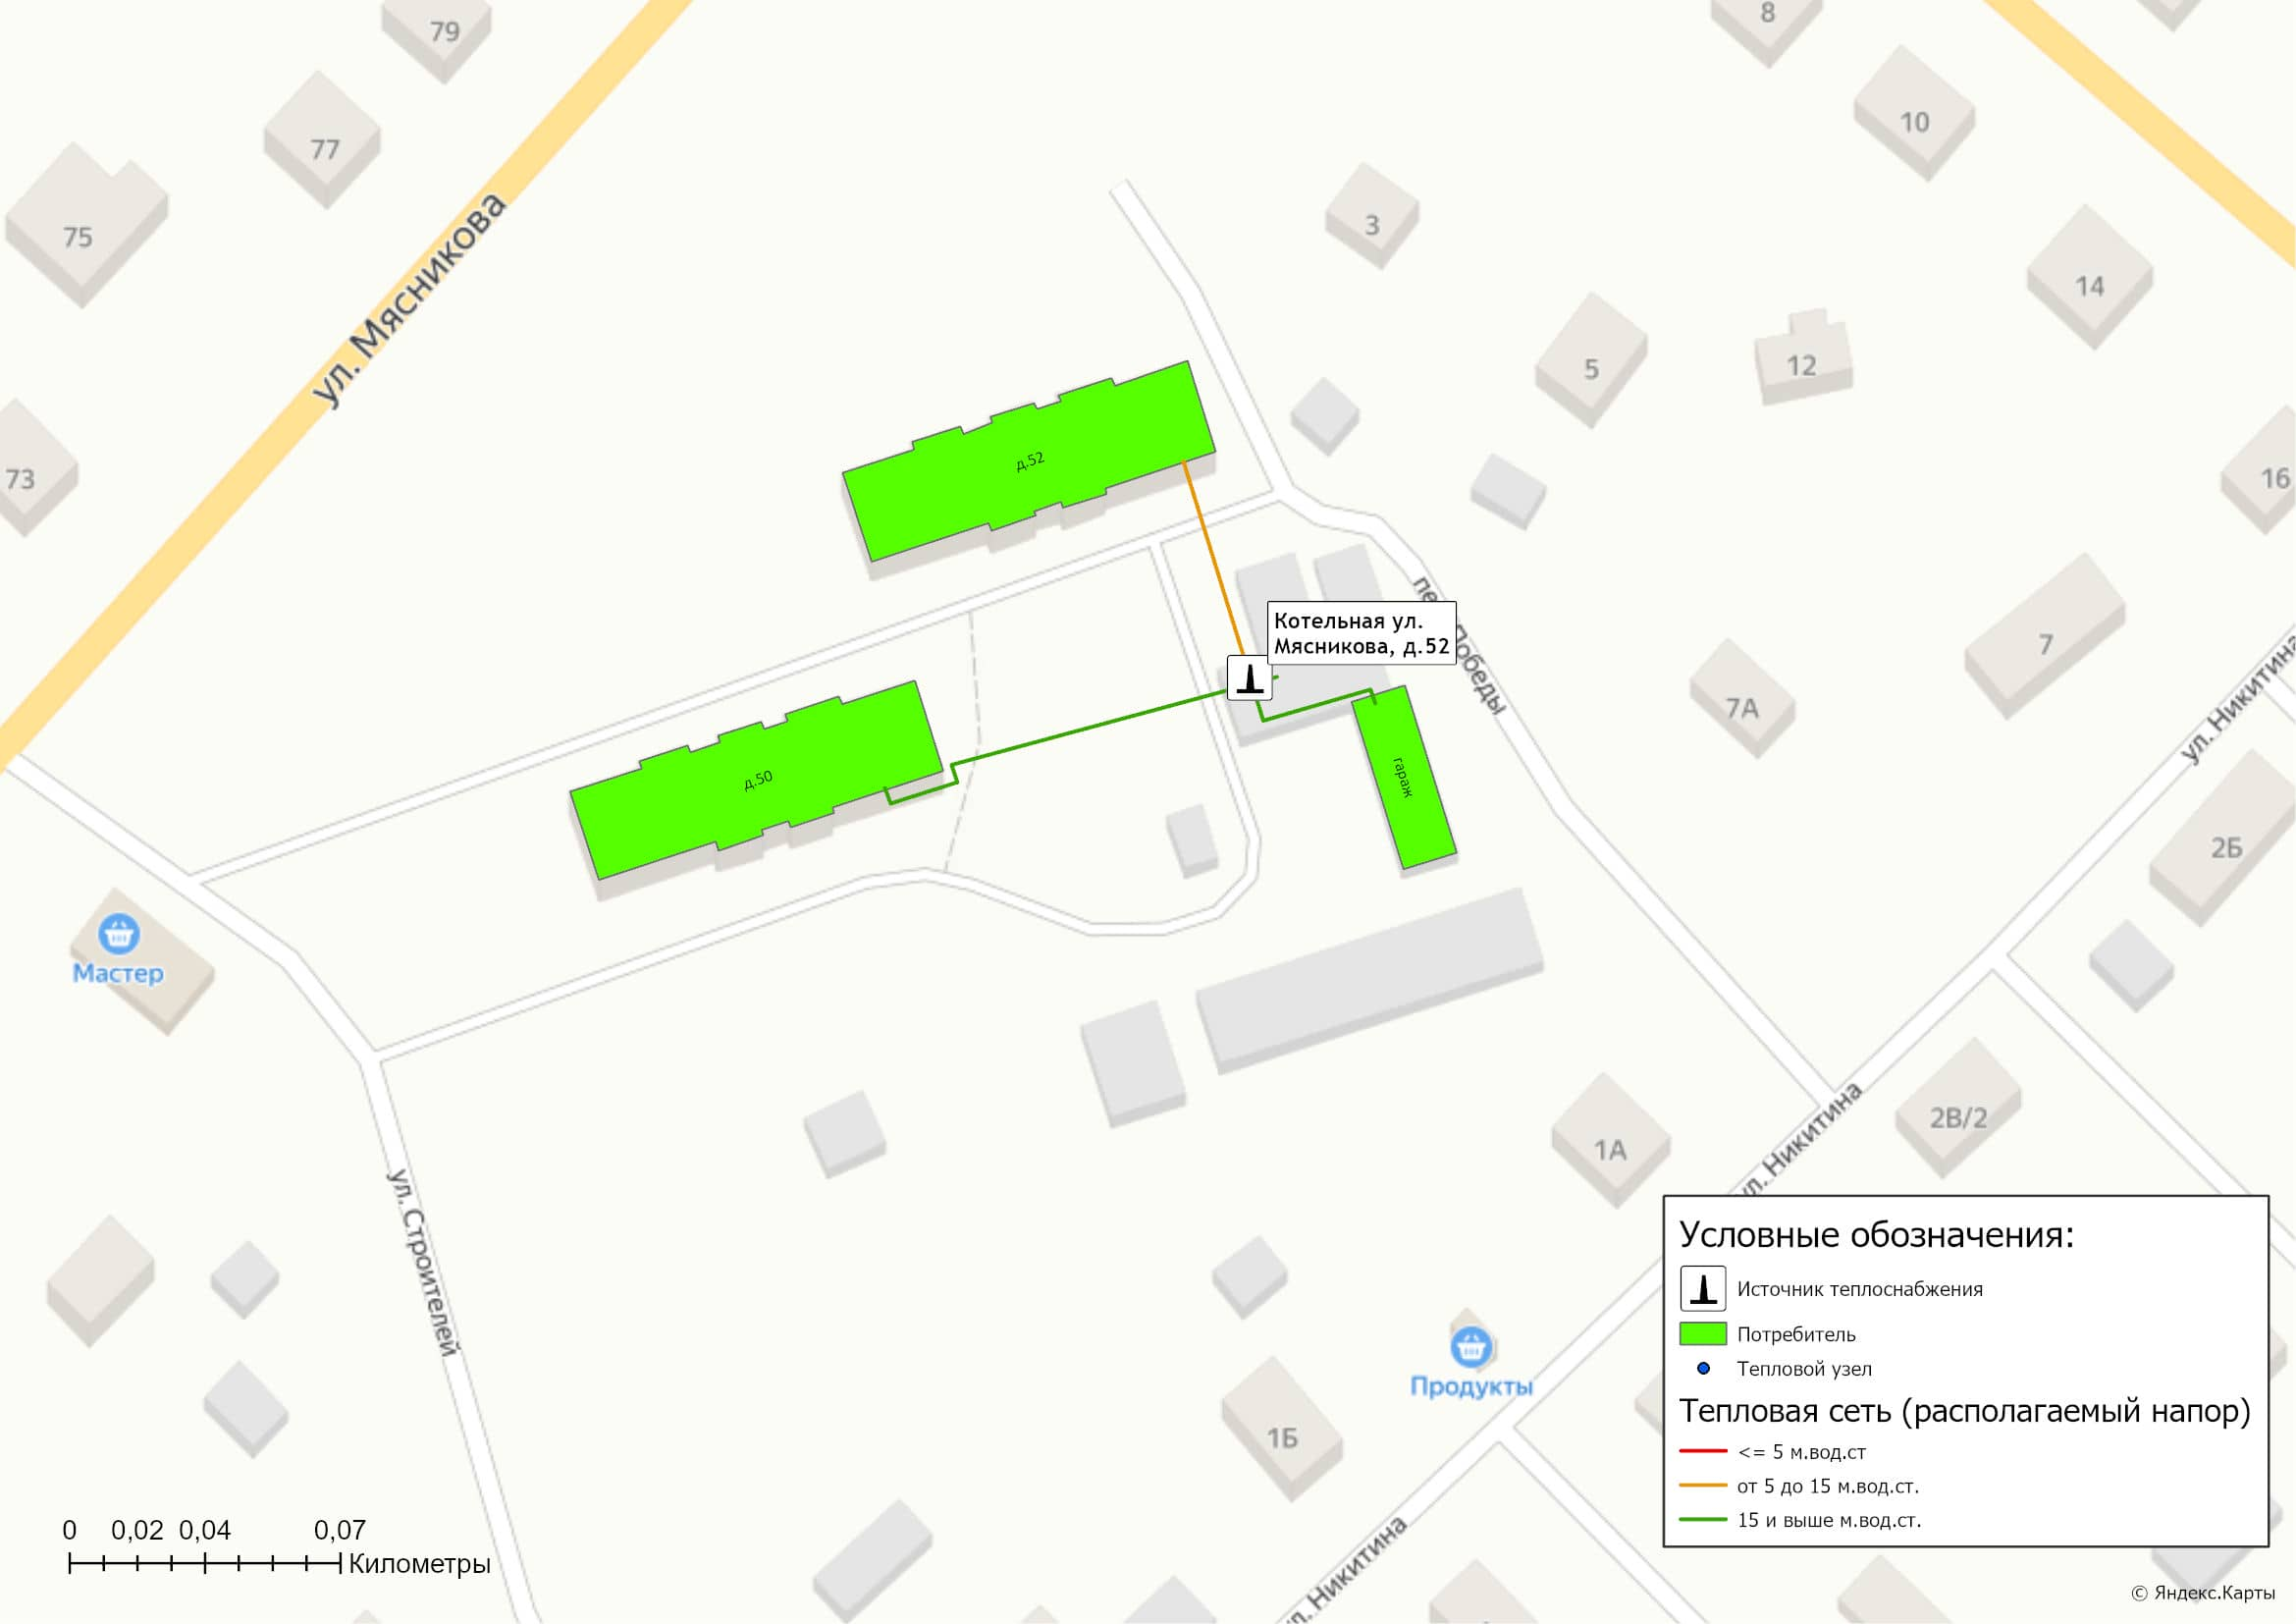 79
8
77
10
75
ул. Мясникова
3
14
5
12
73
16
д.52
Котельная ул.
Мясникова, д.52
Победы
7
ул. Никитина
7А
д.50
гараж
2Б
Мастер
ул. Никитина
2В/2
1А
ул. Строителей
Продукты
1Б
ул. Никитина
Условные обозначения:
Источник теплоснабжения
Потребитель
Тепловой узел
Тепловая сеть (располагаемый напор)
<= 5 м.вод.ст
от 5 до 15 м.вод.ст.
15 и выше м.вод.ст.
0 0,02 0,04 0,07
Километры
© Яндекс.Карты